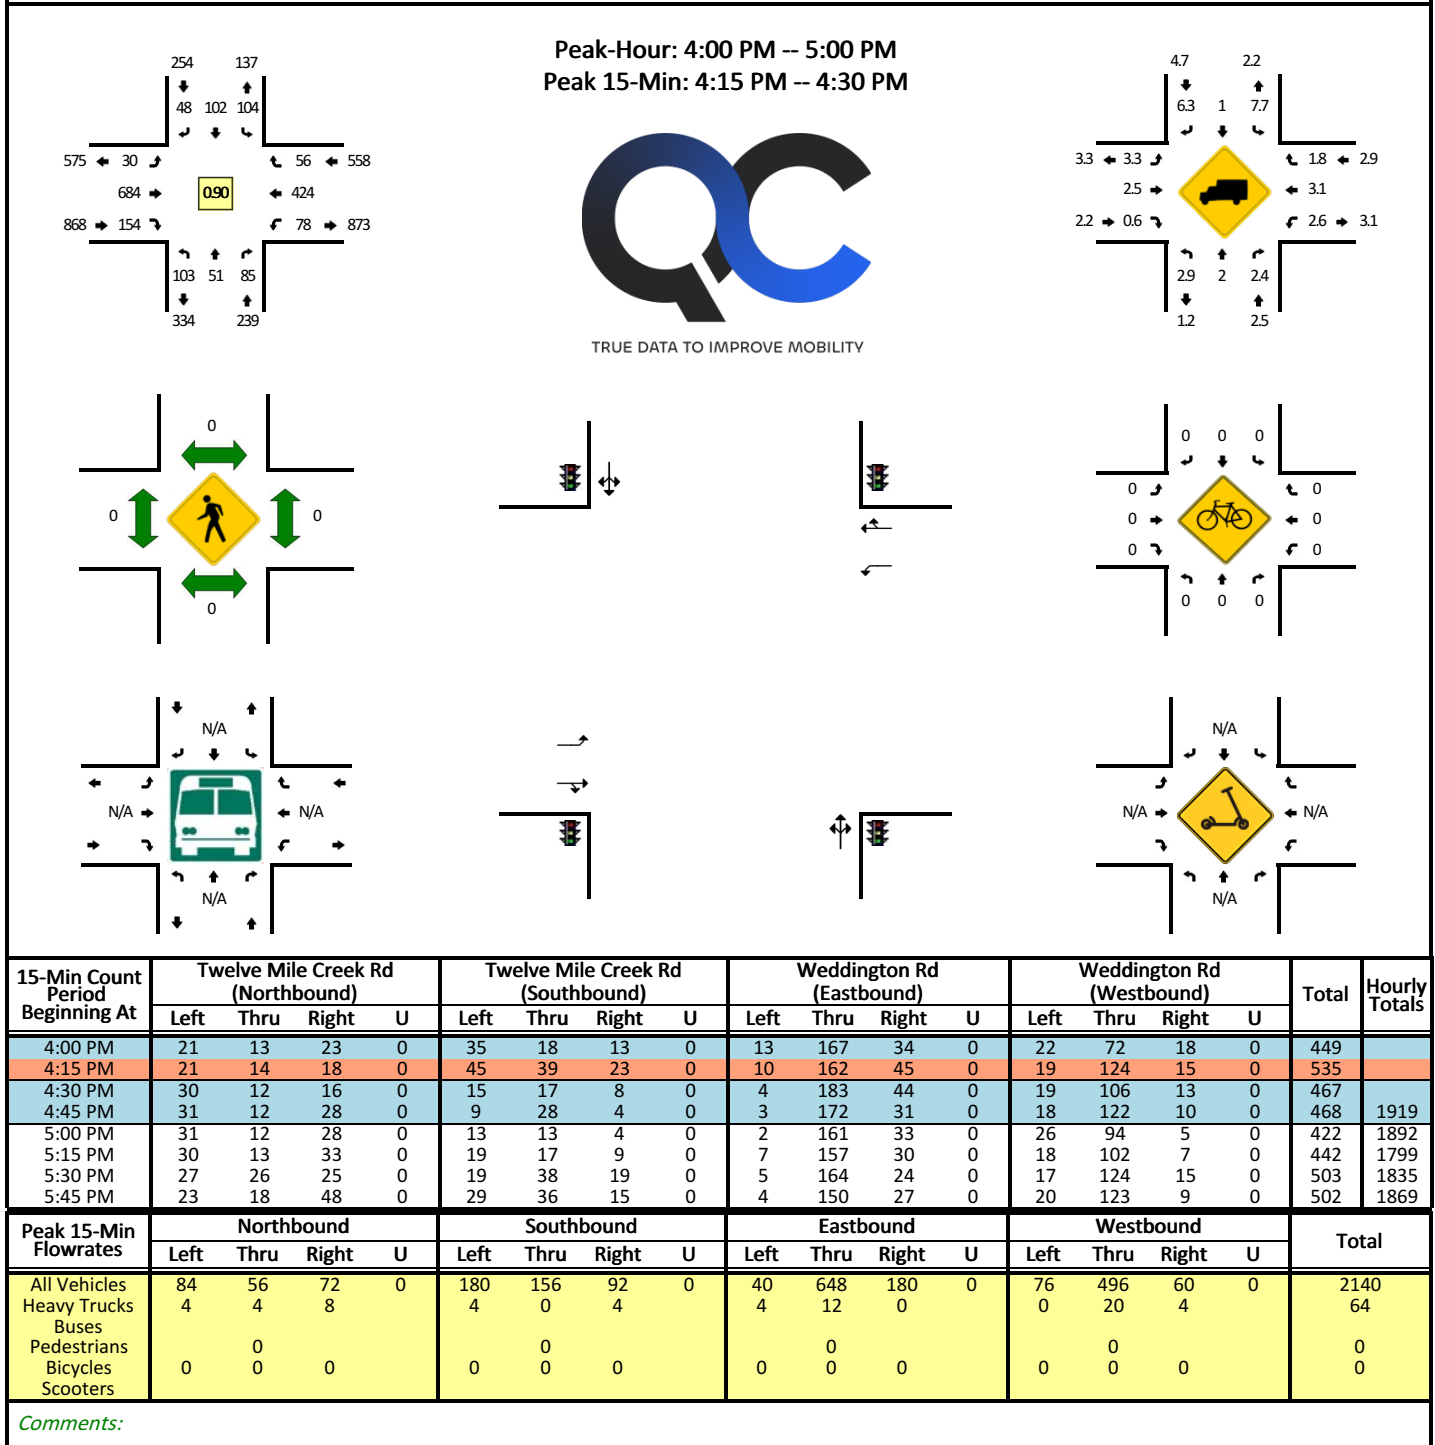 Peak-Hour: 4:00 PM -- 5:00 PM
Peak 15-Min: 4:15 PM -- 4:30 PM
254 137
48 102 104
575 30 56 558
684 0.90 424
868 154 78 873
103 51 85
334 239
TRUE DATA TO IMPROVE MOBILITY
4.7 2.2
6.3 1 7.7
3.3 3.3 1.8 2.9
2.5 3.1
2.2 0.6 2.6 3.1
2.9 2 2.4
1.2 2.5
0
0 0
0
0 0 0
0 0
0 0
0 0
0 0 0
N/A
N/A N/A
N/A
N/A
N/A N/A
N/A
15-Min Count Period Beginning At Twelve Mile Creek Rd (Northbound) Twelve Mile Creek Rd (Southbound) Weddington Rd (Eastbound) Weddington Rd (Westbound) Total Hourly Totals
Left Thru Right U Left Thru Right U Left Thru Right U Left Thru Right U
4:00 PM 21 13 23 0 35 18 13 0 13 167 34 0 22 72 18 0 449
4:15 PM 21 14 18 0 45 39 23 0 10 162 45 0 19 124 15 0 535
4:30 PM 30 12 16 0 15 17 8 0 4 183 44 0 19 106 13 0 467
4:45 PM 31 12 28 0 9 28 4 0 3 172 31 0 18 122 10 0 468 1919
5:00 PM 31 12 28 0 13 13 4 0 2 161 33 0 26 94 5 0 422 1892
5:15 PM 30 13 33 0 19 17 9 0 7 157 30 0 18 102 7 0 442 1799
5:30 PM 27 26 25 0 19 38 19 0 5 164 24 0 17 124 15 0 503 1835
5:45 PM 23 18 48 0 29 36 15 0 4 150 27 0 20 123 9 0 502 1869
Peak 15-Min Flowrates Northbound Southbound Eastbound Westbound Total
Left Thru Right U Left Thru Right U Left Thru Right U Left Thru Right U
All Vehicles 84 56 72 0 180 156 92 0 40 648 180 0 76 496 60 0 2140
Heavy Trucks 4 4 8 4 0 4 4 12 0 0 20 4 64
Buses
Pedestrians 0 0 0 0 0
Bicycles 0 0 0 0 0 0 0 0 0 0 0 0 0
Scooters
Comments: